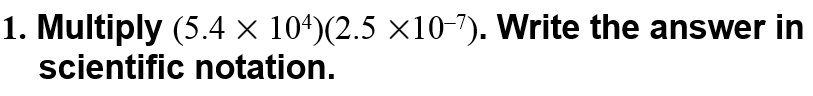 1. Multiply (5.4 × 10⁴)(2.5 ×10⁻⁷). Write the answer in
scientific notation.